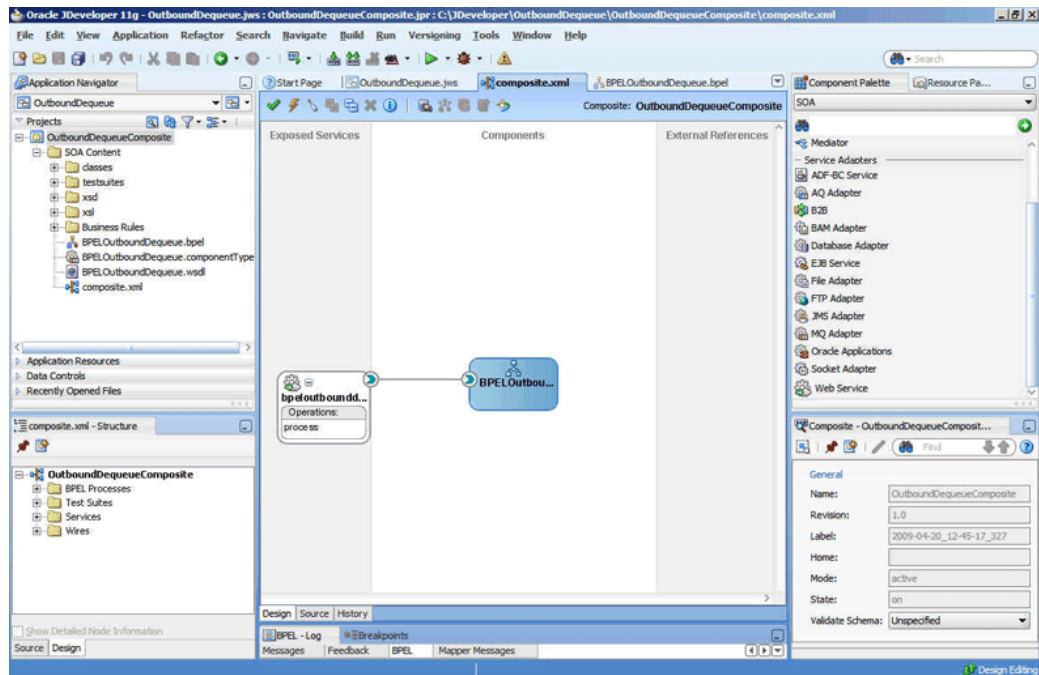 Oracle JDeveloper 11g - OutboundDequeue.jws : OutboundDequeueComposite.jpr : C:\JDeveloper\OutboundDequeue\OutboundDequeueComposite\composite.xml
File Edit View Application Refactor Search Navigate Build Run Versioning Tools Window Help
Search
Application Navigator
OutboundDequeue
Projects
OutboundDequeueComposite
SOA Content
classes
testsuites
xsd
xsl
Business Rules
BPELOutboundDequeue.bpel
BPELOutboundDequeue.componentType
BPELOutboundDequeue.wsdl
composite.xml
Application Resources
Data Controls
Recently Opened Files
composite.xml - Structure
OutboundDequeueComposite
BPEL Processes
Test Suites
Services
Wires
Show Detailed Node Information
Source Design
Start Page OutboundDequeue.jws composite.xml BPELOutboundDequeue.bpel
Composite: OutboundDequeueComposite
Exposed Services Components External References
bpeloutboundd...
Operations:
process
BPELOutbou...
Design Source History
BPEL - Log Breakpoints
Messages Feedback BPEL Mapper Messages
Component Palette Resource Pa...
SOA
Mediator
Service Adapters
ADF-BC Service
AQ Adapter
B2B
BAM Adapter
Database Adapter
EJB Service
File Adapter
FTP Adapter
JMS Adapter
MQ Adapter
Oracle Applications
Socket Adapter
Web Service
Composite - OutboundDequeueComposit...
Find
General
Name: OutboundDequeueComposite
Revision: 1.0
Label: 2009-04-20_12-45-17_327
Home:
Mode: active
State: on
Validate Schema: Unspecified
Design Editing